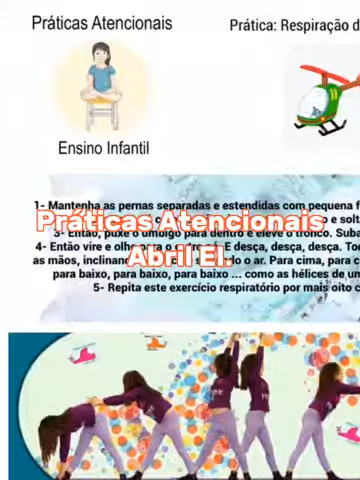 Práticas Atencionais
Prática: Respiração d
Ensino Infantil
1- Mantenha as pernas separadas e estendidas com pequena f
o e solt
Práticas Atencionais
3- Então, puxe o umbigo para dentro e eleve o tronco. Suba
4- Então vire e olhe para o E desça, desça, desça. To
Abril EI-
as mãos, inclinan o ar. Para cima, para c
para baixo, para baixo, para baixo ... como as hélices de um
5- Repita este exercício respiratório por mais oito c